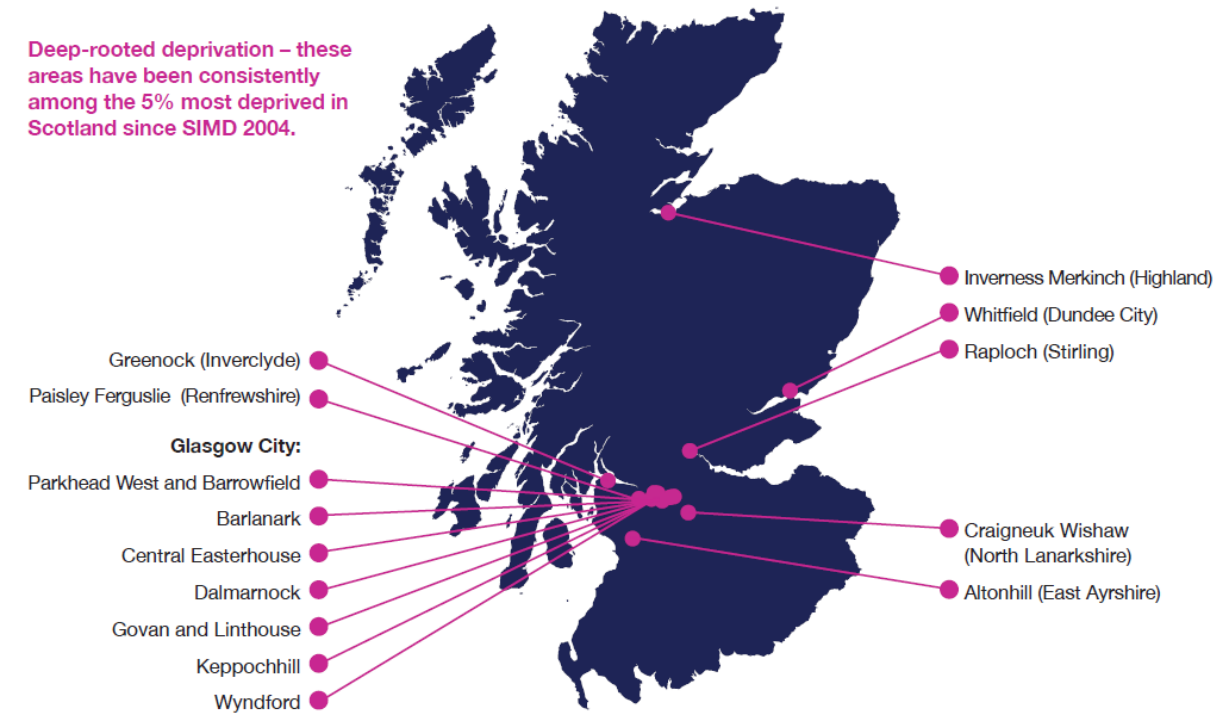 Deep-rooted deprivation – these
areas have been consistently
among the 5% most deprived in
Scotland since SIMD 2004.
Inverness Merkinch (Highland)
Whitfield (Dundee City)
Raploch (Stirling)
Greenock (Inverclyde)
Paisley Ferguslie (Renfrewshire)
Glasgow City:
Parkhead West and Barrowfield
Barlanark
Central Easterhouse
Dalmarnock
Govan and Linthouse
Keppochhill
Wyndford
Craigneuk Wishaw
(North Lanarkshire)
Altonhill (East Ayrshire)